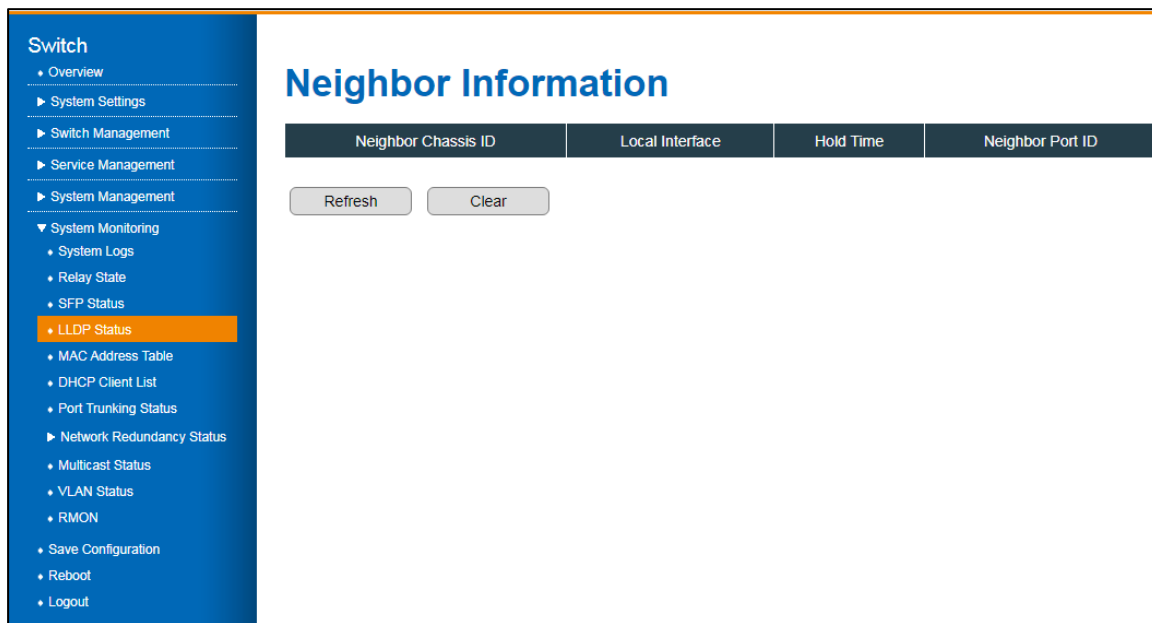 Switch
Overview
System Settings
Switch Management
Service Management
System Management
System Monitoring
System Logs
Relay State
SFP Status
LLDP Status
MAC Address Table
DHCP Client List
Port Trunking Status
Network Redundancy Status
Multicast Status
VLAN Status
RMON
Save Configuration
Reboot
Logout
Neighbor Information
Neighbor Chassis ID Local Interface Hold Time Neighbor Port ID
Refresh Clear